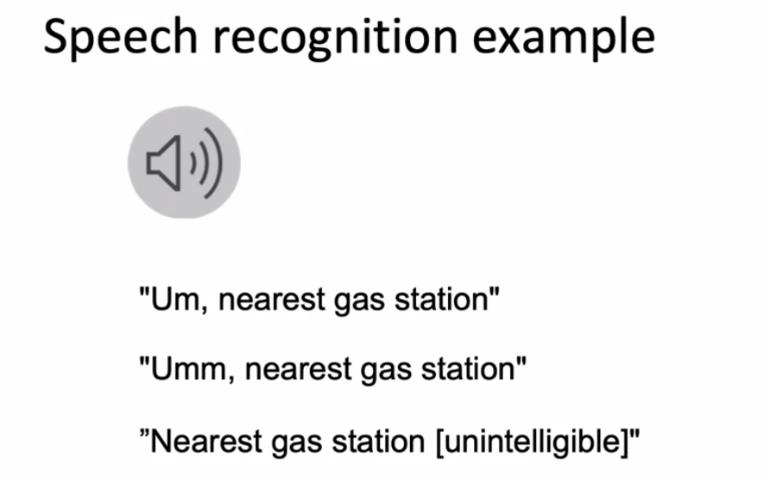 Speech recognition example
"Um, nearest gas station"
"Umm, nearest gas station"
”Nearest gas station [unintelligible]"